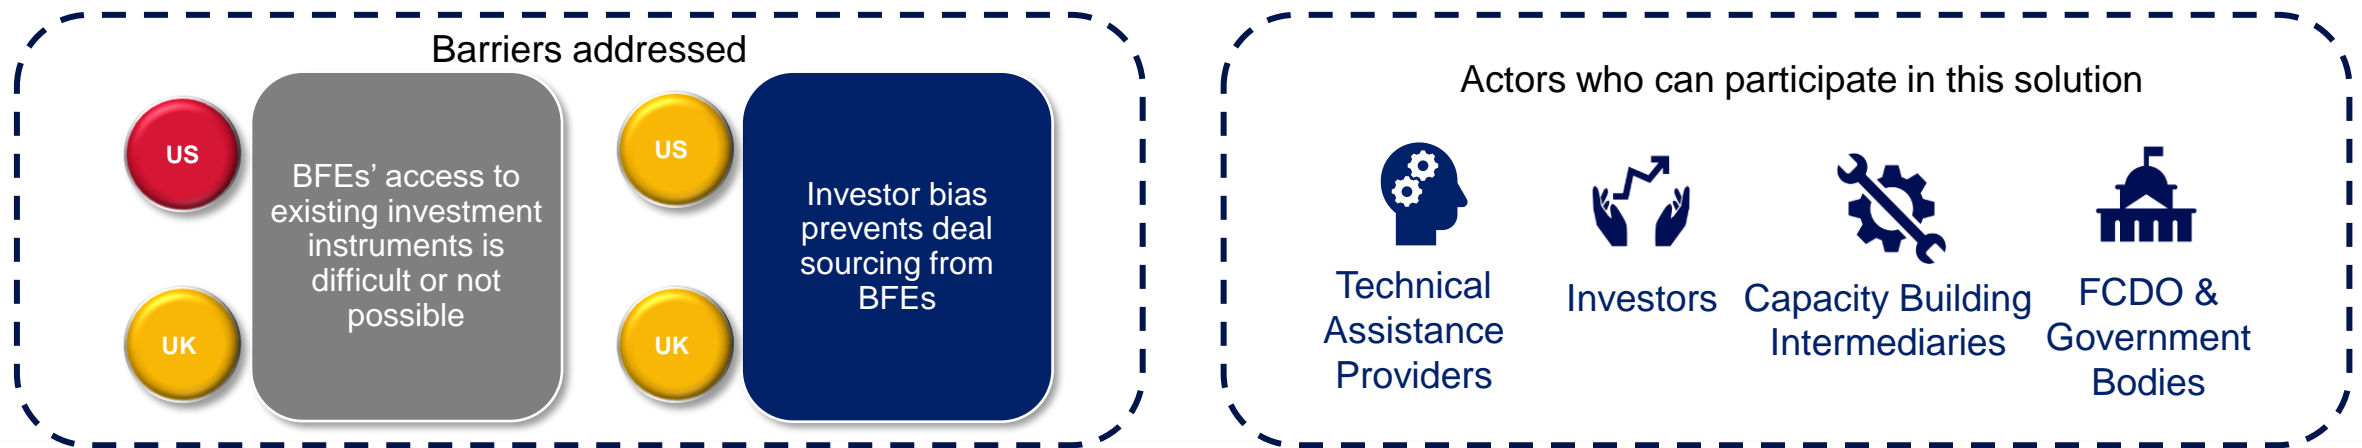 Barriers addressed
US
UK
BFEs’ access to
existing investment
instruments is
difficult or not
possible
US
UK
Investor bias
prevents deal
sourcing from
BFEs
Actors who can participate in this solution
Technical
Assistance
Providers
Investors
Capacity Building
Intermediaries
FCDO &
Government
Bodies